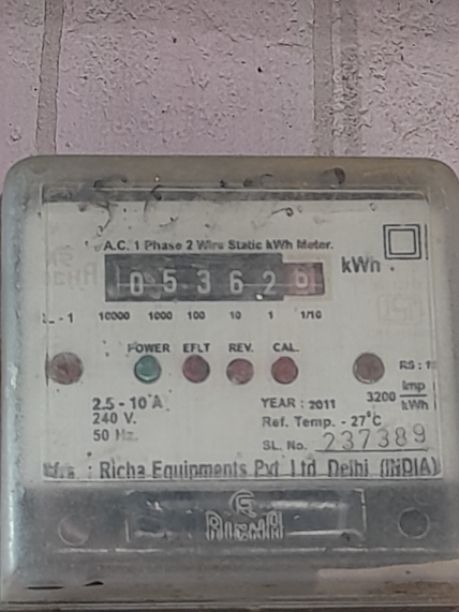 A.C. 1 Phase 2 Wire Static kWh Meter.
0 5 3 6 2 kWh
10000 1000 100 10 1 1/10
POWER EFLT REV. CAL.
2.5 - 10 A
240 V.
50 Hz.
YEAR : 2011
3200 Imp/kWh
Ref. Temp. - 27°C
SL. No. 237389
: Richa Equipments Pvt Ltd Delhi (INDIA)
RICHA